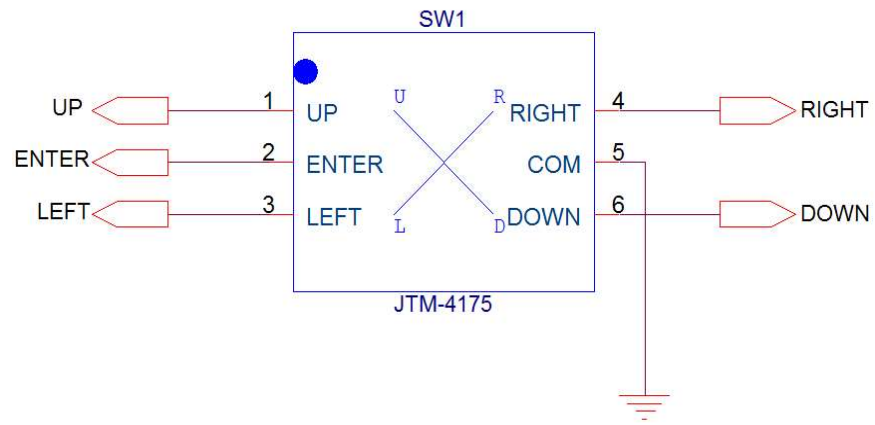 SW1
UP 1 UP U R RIGHT 4 RIGHT
ENTER 2 ENTER COM 5
LEFT 3 LEFT L D DOWN 6 DOWN
JTM-4175